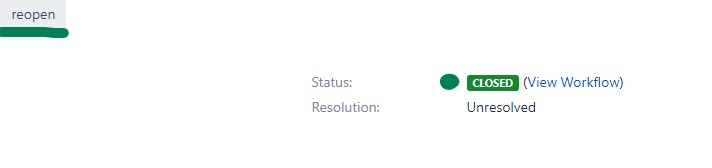 reopen
Status: CLOSED (View Workflow)
Resolution: Unresolved